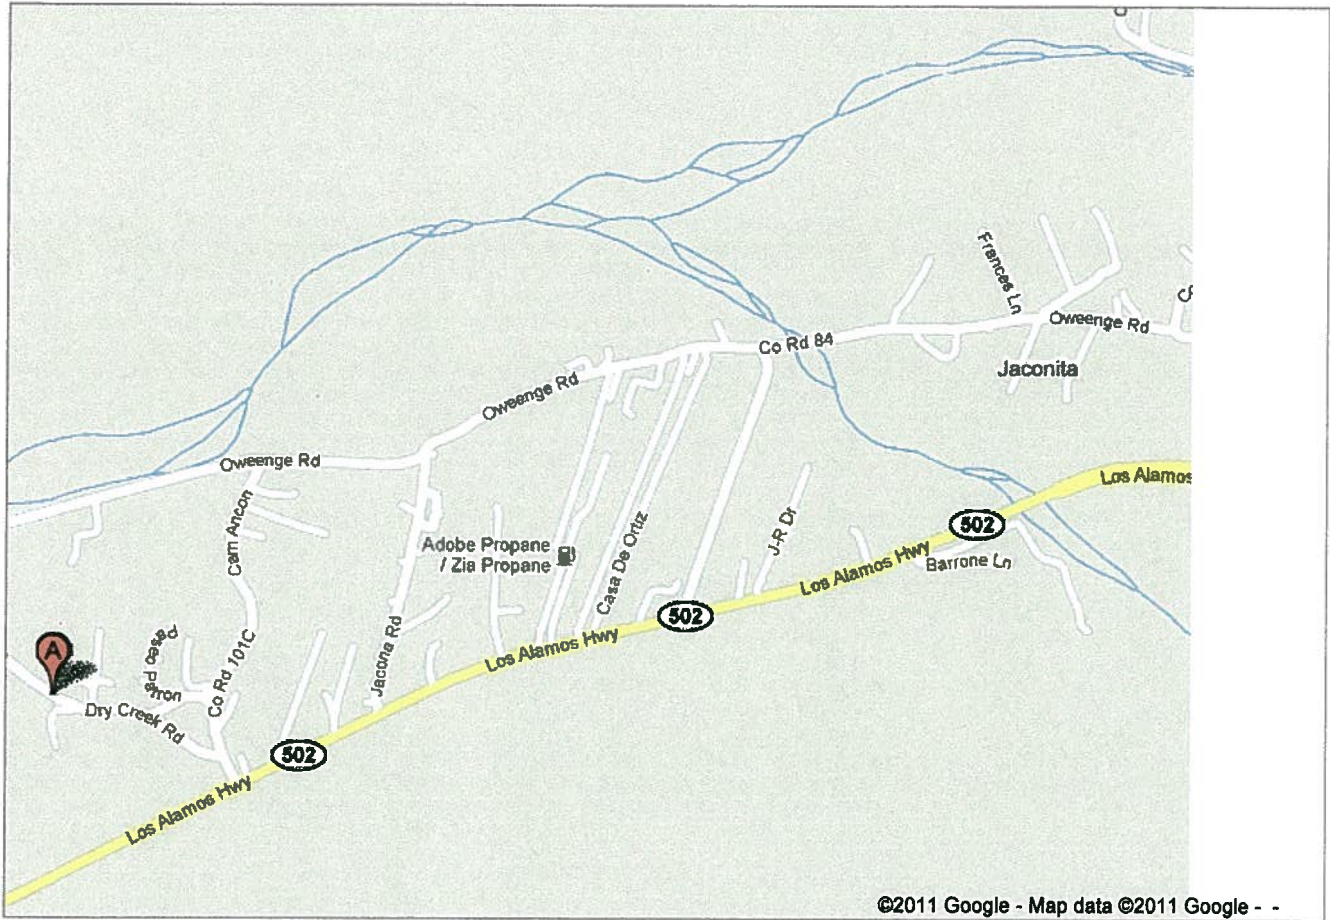 Frances Ln
Oweenge Rd
Co Rd 84
Jaconita
Oweenge Rd
Oweenge Rd
Los Alamos
Cam Ancon
502
J-R Dr
Casa De Ortiz
Adobe Propane
/ Zia Propane
Los Alamos Hwy
Barrone Ln
502
Los Alamos Hwy
Jacona Rd
Co Rd 101C
Paseo Patron
A
Dry Creek Rd
502
Los Alamos Hwy
©2011 Google - Map data ©2011 Google - -